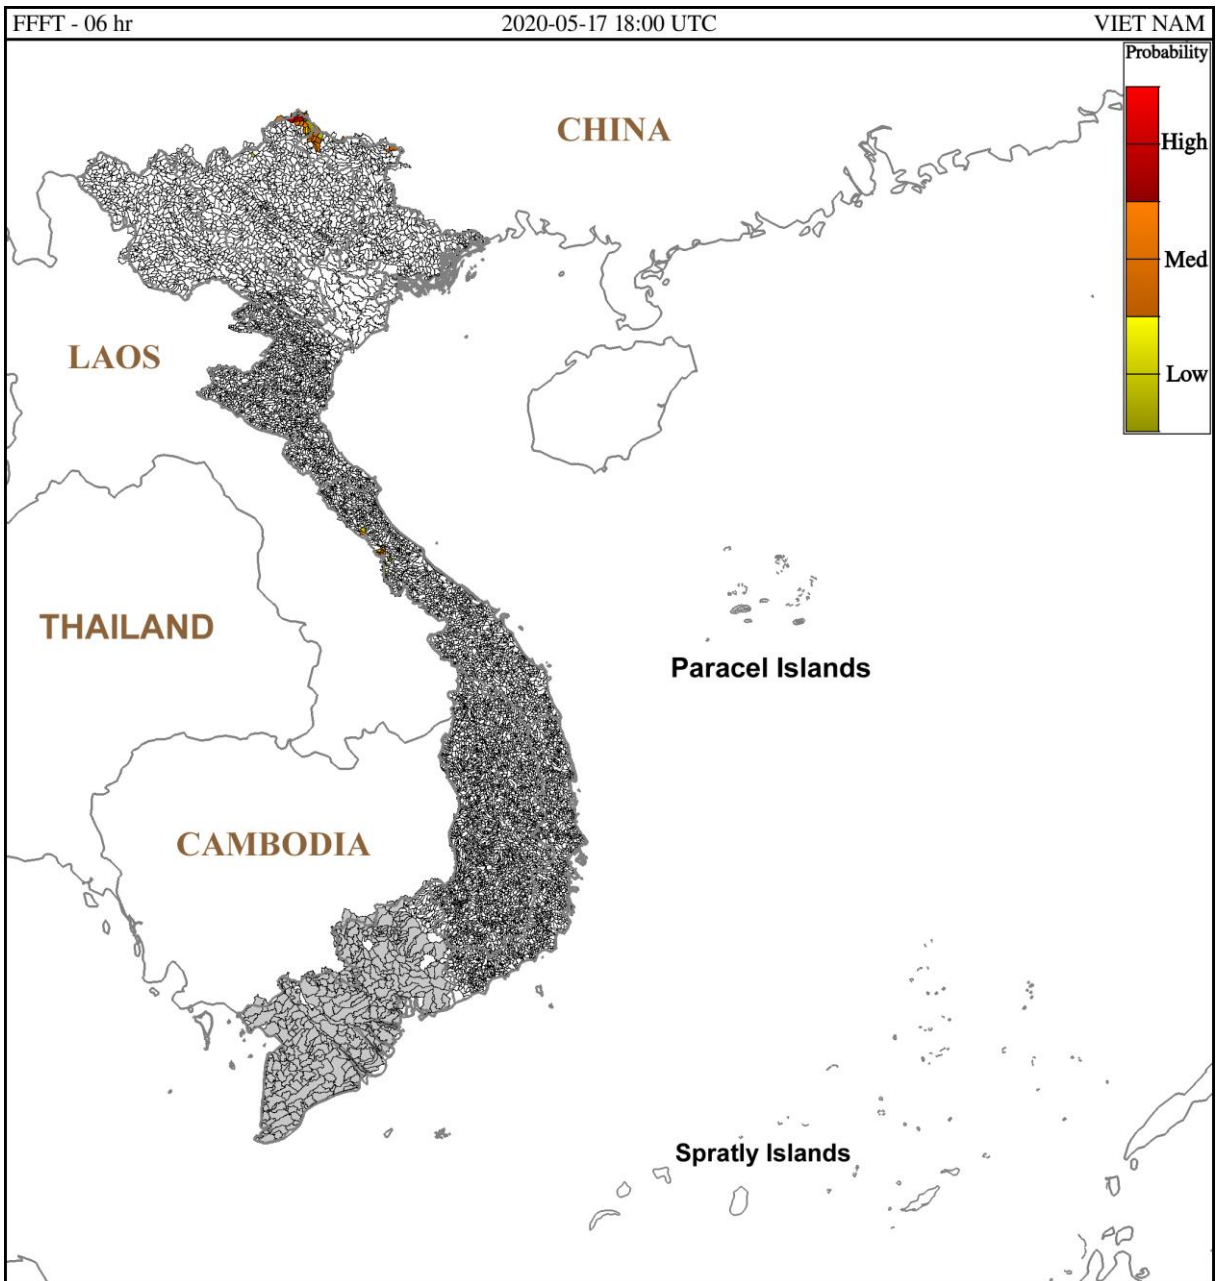 FFFT - 06 hr
2020-05-17 18:00 UTC
VIET NAM
Probability
High
Med
Low
CHINA
LAOS
THAILAND
Paracel Islands
CAMBODIA
Spratly Islands